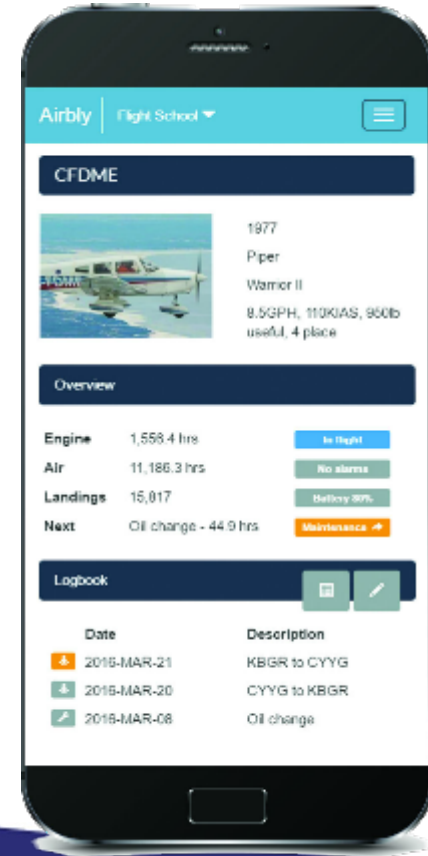 Airbly Flight School
CFDME
1977
Piper
Warrior II
8.5GPH, 110KIAS, 950lb
useful, 4 place
Overview
Engine 1,558.4 hrs In flight
Air 11,186.3 hrs No alarms
Landings 15,817 Battery 80%
Next Oil change - 44.9 hrs Maintenance
Logbook
Date Description
2016-MAR-21 KBGR to CYYG
2016-MAR-20 CYYG to KBGR
2016-MAR-08 Oil change